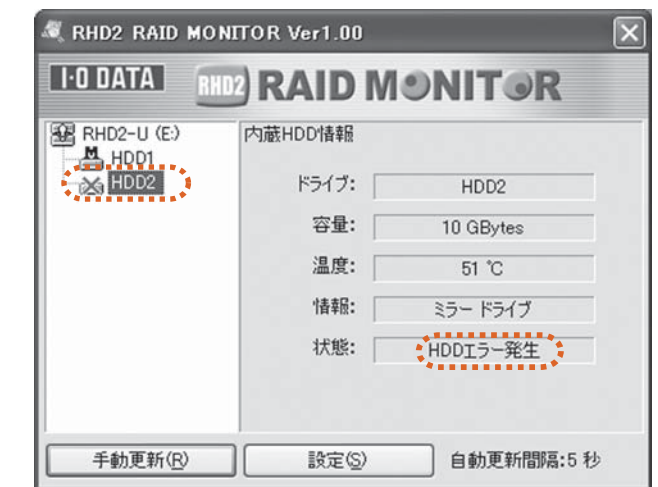 RHD2 RAID MONITOR Ver1.00
I·O DATA RHD2 RAID MONITOR
RHD2-U (E:)
M HDD1
HDD2
内蔵HDD情報
ドライブ: HDD2
容量: 10 GBytes
温度: 51 ℃
情報: ミラー ドライブ
状態: HDDエラー発生
手動更新(R) 設定(S) 自動更新間隔:5 秒